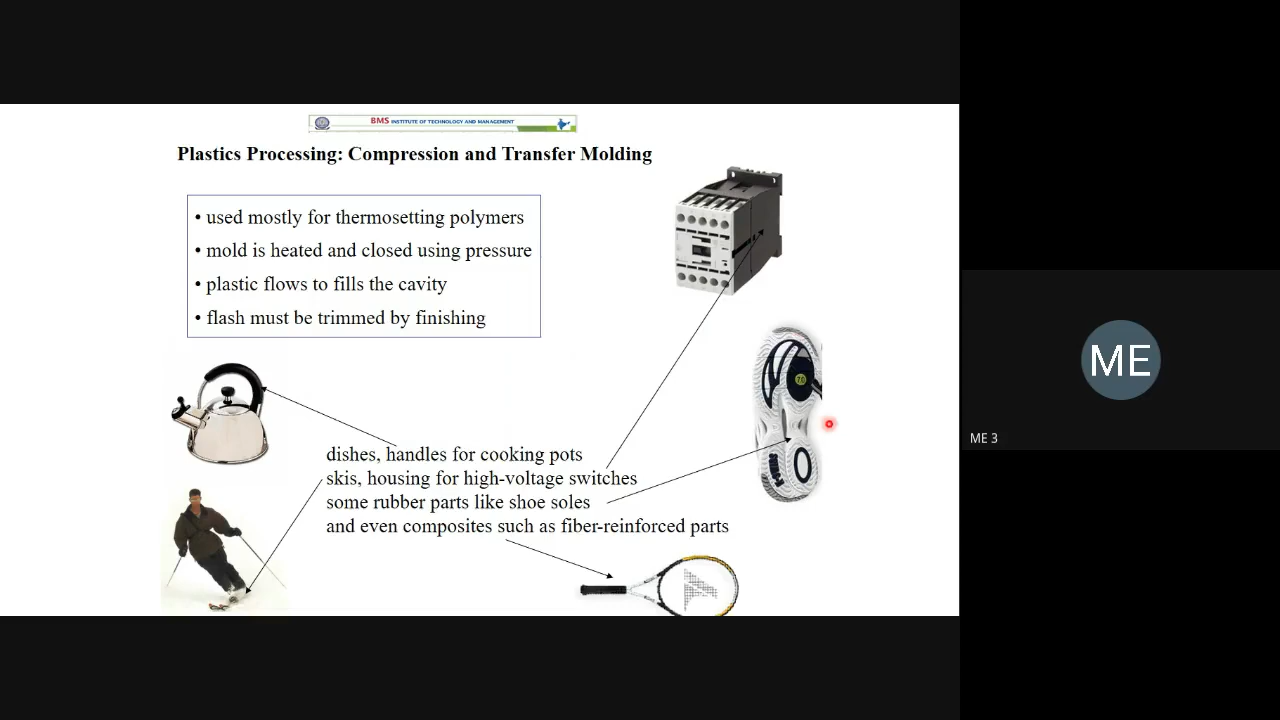 BMS INSTITUTE OF TECHNOLOGY AND MANAGEMENT
Plastics Processing: Compression and Transfer Molding
• used mostly for thermosetting polymers
• mold is heated and closed using pressure
• plastic flows to fills the cavity
• flash must be trimmed by finishing
dishes, handles for cooking pots
skis, housing for high-voltage switches
some rubber parts like shoe soles
and even composites such as fiber-reinforced parts
ME
ME 3